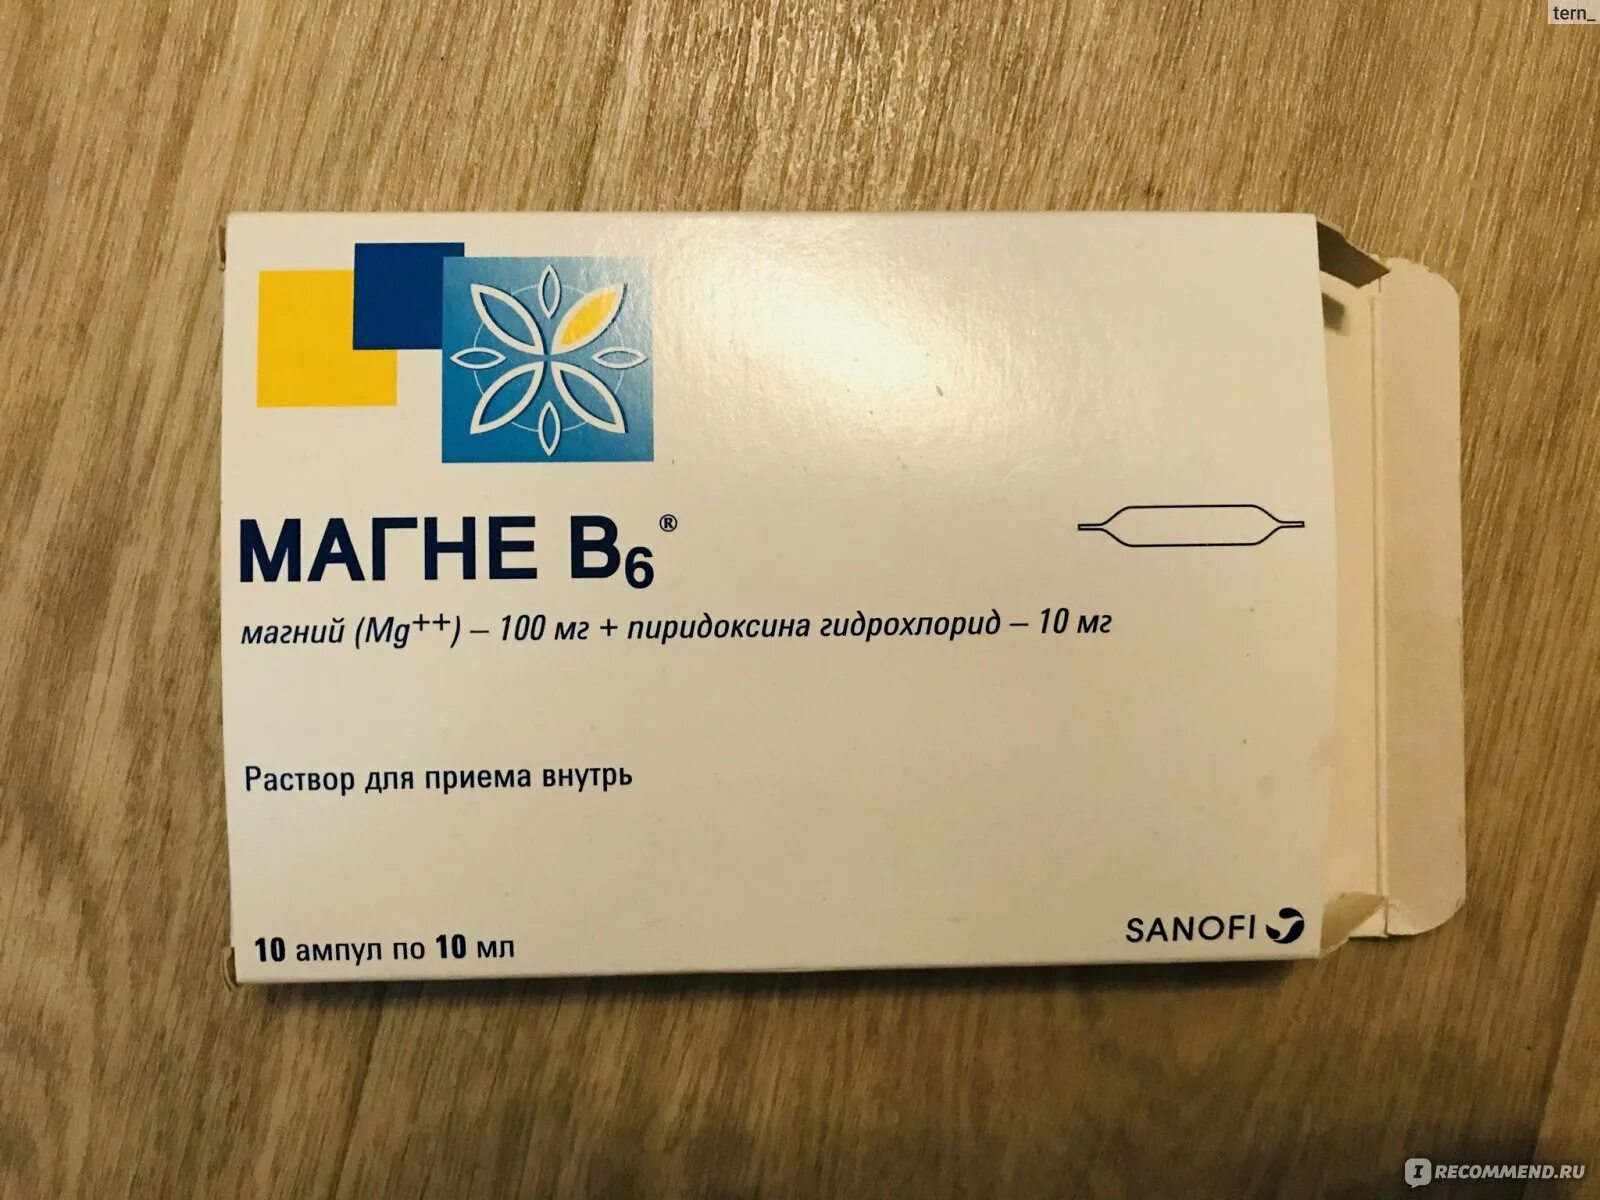 tern_
МАГНЕ B₆®
магний (Mg⁺⁺) – 100 мг + пиридоксина гидрохлорид – 10 мг
Раствор для приема внутрь
10 ампул по 10 мл
SANOFI
IRECOMMEND.RU